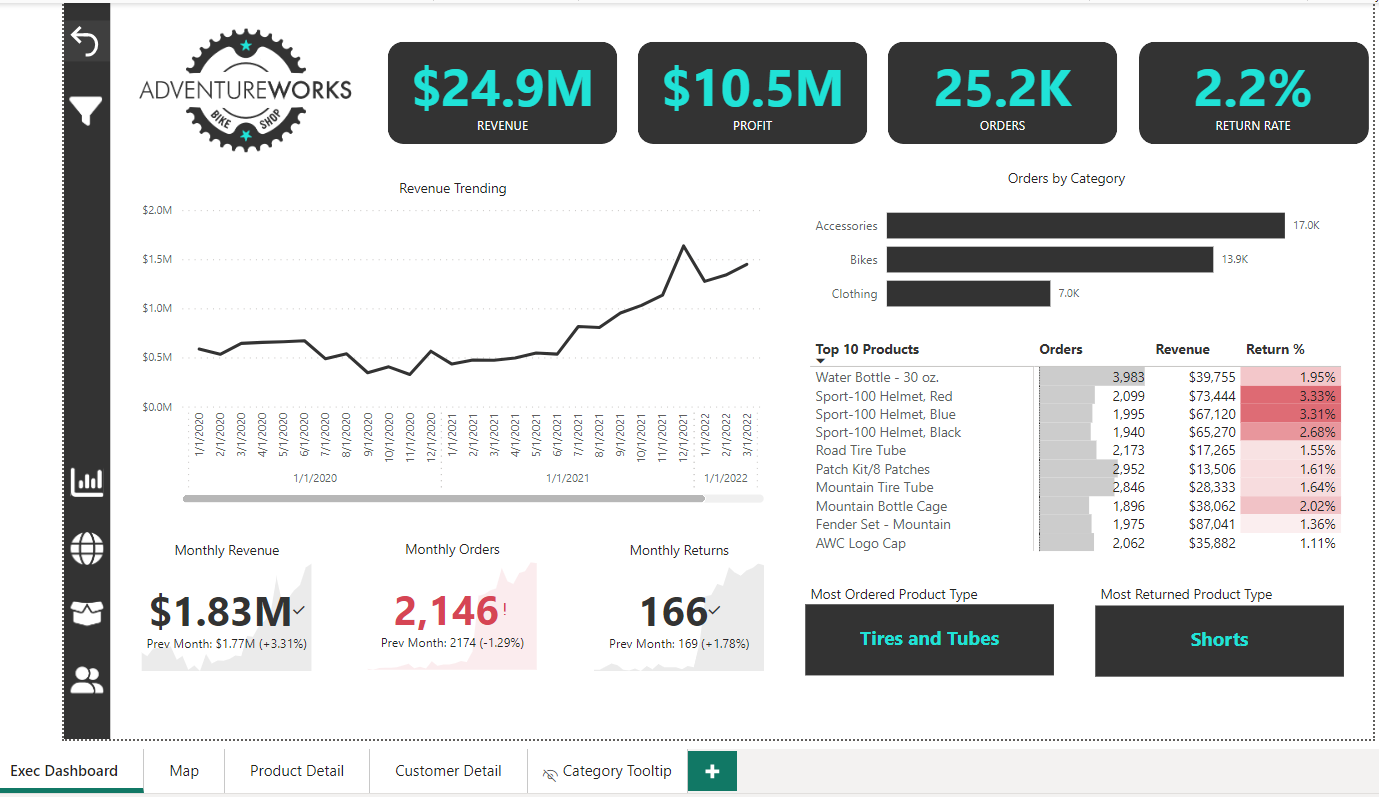 ADVENTUREWORKS
BIKE SHOP
$24.9M
REVENUE
$10.5M
PROFIT
25.2K
ORDERS
2.2%
RETURN RATE
Revenue Trending
$2.0M
$1.5M
$1.0M
$0.5M
$0.0M
1/1/2020
2/1/2020
3/1/2020
4/1/2020
5/1/2020
6/1/2020
7/1/2020
8/1/2020
9/1/2020
10/1/2020
11/1/2020
12/1/2020
1/1/2021
2/1/2021
3/1/2021
4/1/2021
5/1/2021
6/1/2021
7/1/2021
8/1/2021
9/1/2021
10/1/2021
11/1/2021
12/1/2021
1/1/2022
2/1/2022
3/1/2022
1/1/2020
1/1/2021
1/1/2022
Orders by Category
Accessories 17.0K
Bikes 13.9K
Clothing 7.0K
Top 10 Products Orders Revenue Return %
Water Bottle - 30 oz. 3,983 $39,755 1.95%
Sport-100 Helmet, Red 2,099 $73,444 3.33%
Sport-100 Helmet, Blue 1,995 $67,120 3.31%
Sport-100 Helmet, Black 1,940 $65,270 2.68%
Road Tire Tube 2,173 $17,265 1.55%
Patch Kit/8 Patches 2,952 $13,506 1.61%
Mountain Tire Tube 2,846 $28,333 1.64%
Mountain Bottle Cage 1,896 $38,062 2.02%
Fender Set - Mountain 1,975 $87,041 1.36%
AWC Logo Cap 2,062 $35,882 1.11%
Monthly Revenue
$1.83M
Prev Month: $1.77M (+3.31%)
Monthly Orders
2,146!
Prev Month: 2174 (-1.29%)
Monthly Returns
166
Prev Month: 169 (+1.78%)
Most Ordered Product Type
Tires and Tubes
Most Returned Product Type
Shorts
Exec Dashboard
Map
Product Detail
Customer Detail
Category Tooltip
+